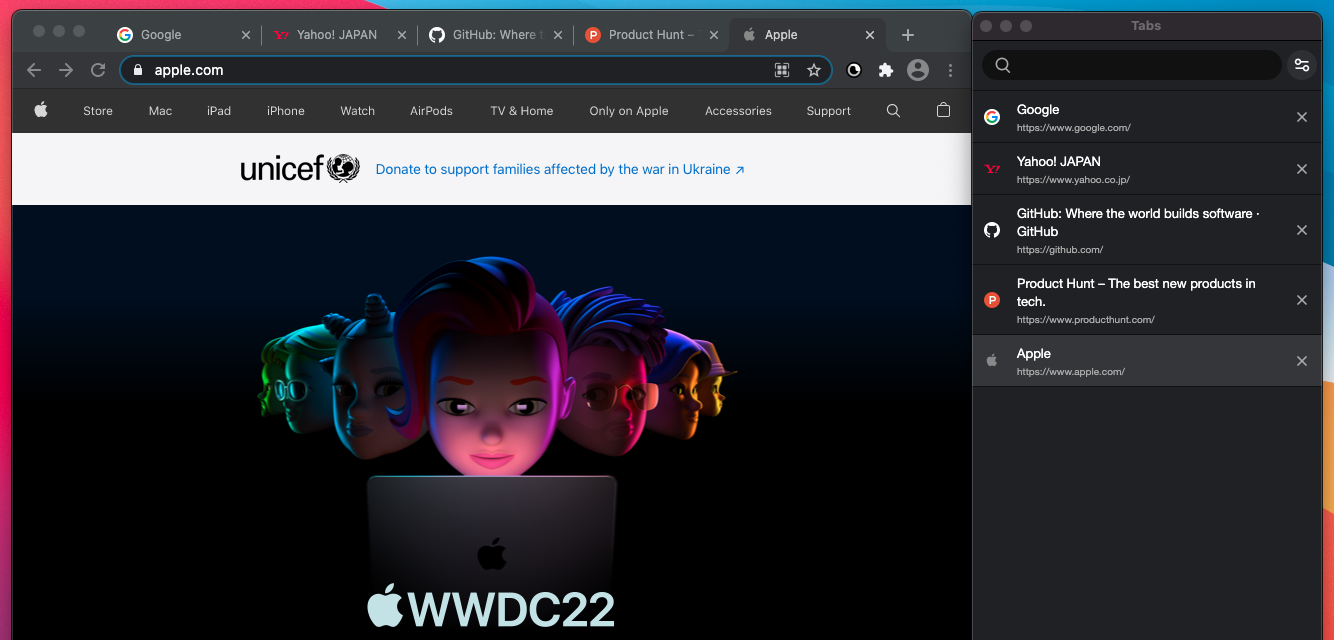 Google
Yahoo! JAPAN
GitHub: Where t
Product Hunt –
Apple
apple.com
Store Mac iPad iPhone Watch AirPods TV & Home Only on Apple Accessories Support
unicef
Donate to support families affected by the war in Ukraine ↗
WWDC22
Tabs
Google
https://www.google.com/
Yahoo! JAPAN
https://www.yahoo.co.jp/
GitHub: Where the world builds software ·
GitHub
https://github.com/
Product Hunt – The best new products in
tech.
https://www.producthunt.com/
Apple
https://www.apple.com/